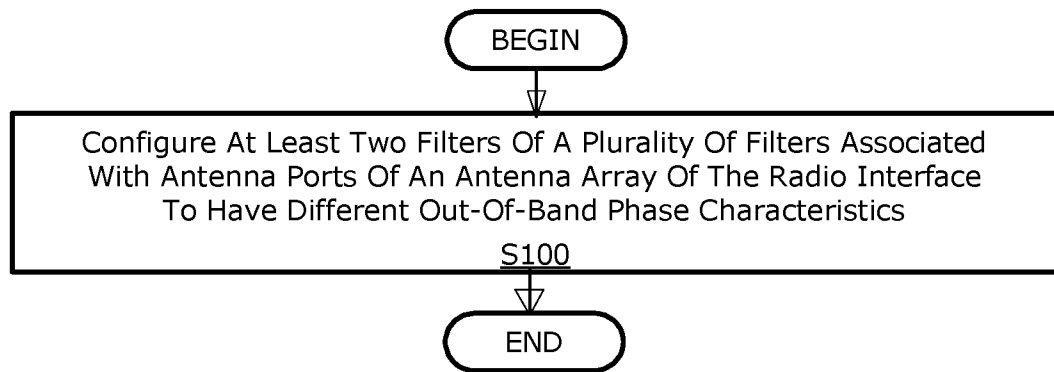 BEGIN
Configure At Least Two Filters Of A Plurality Of Filters Associated
With Antenna Ports Of An Antenna Array Of The Radio Interface
To Have Different Out-Of-Band Phase Characteristics
S100
END